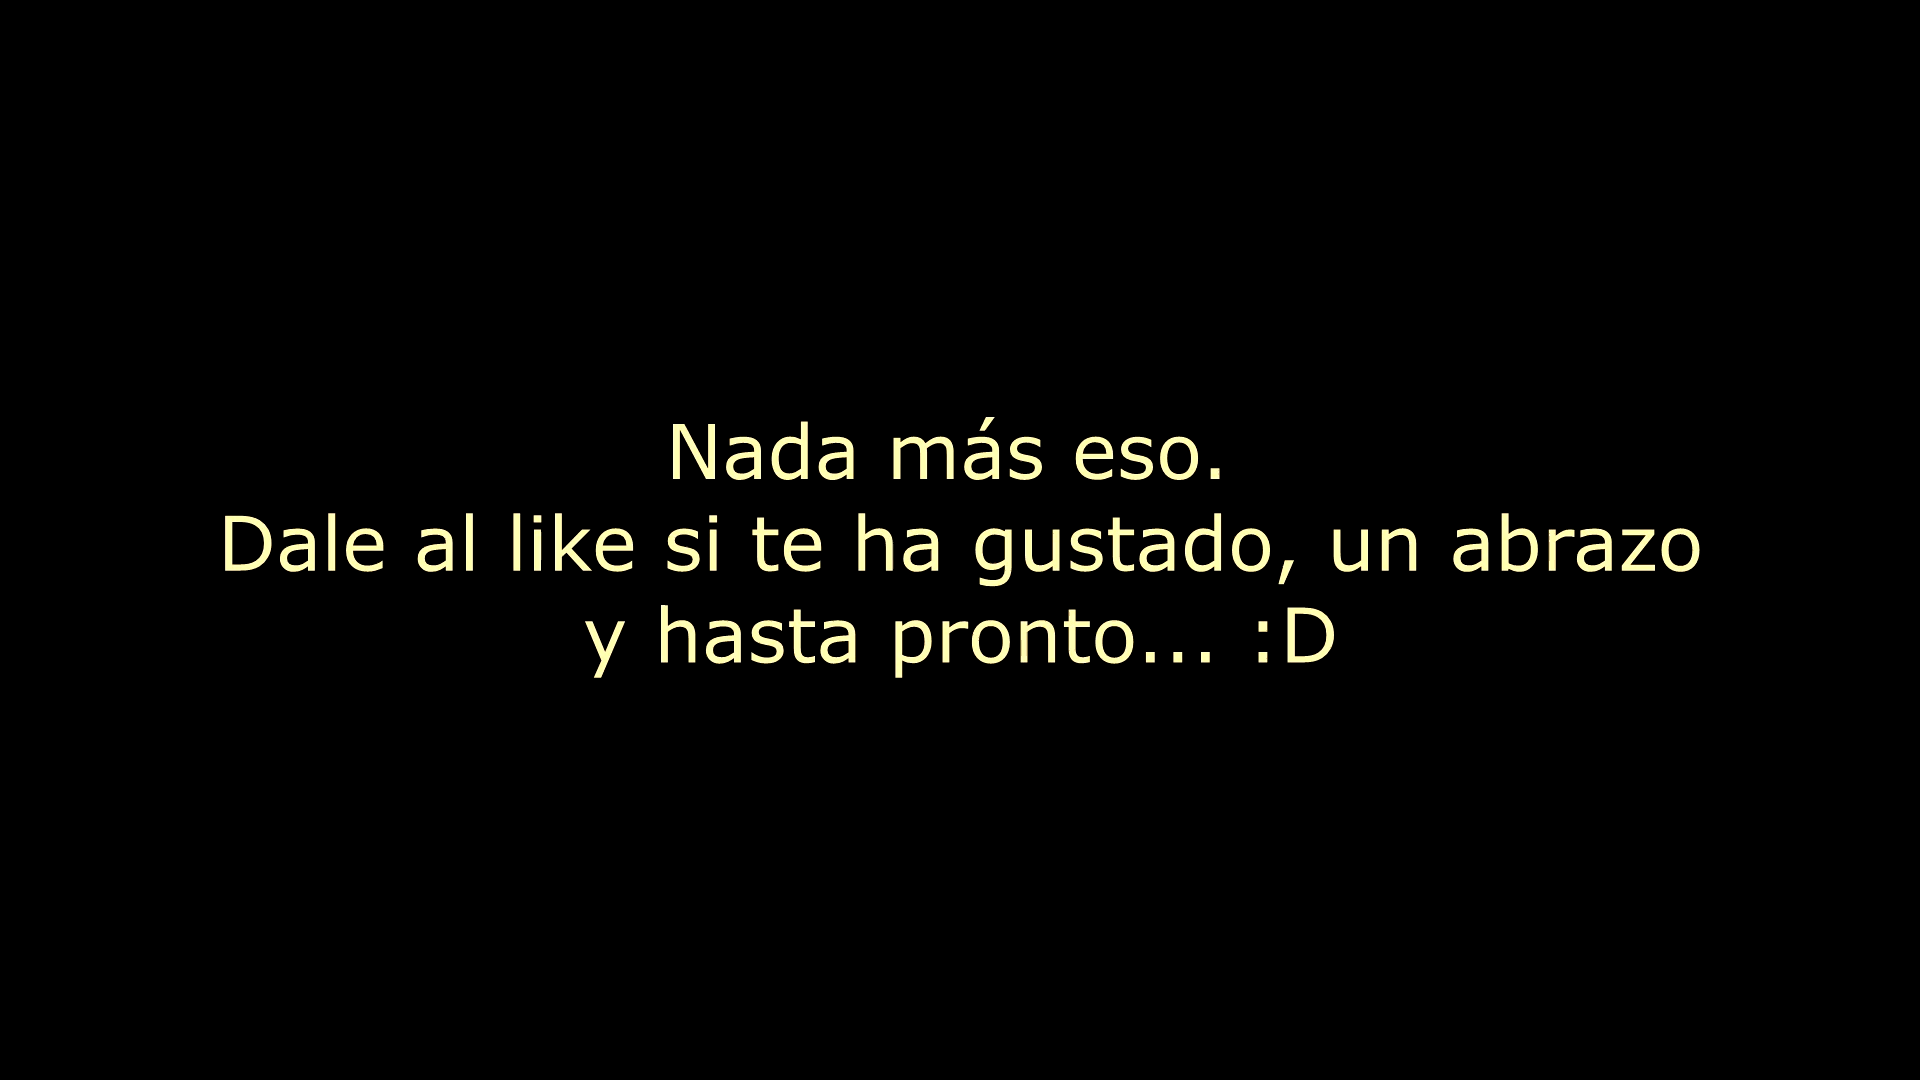 Nada más eso.
Dale al like si te ha gustado, un abrazo
y hasta pronto... :D